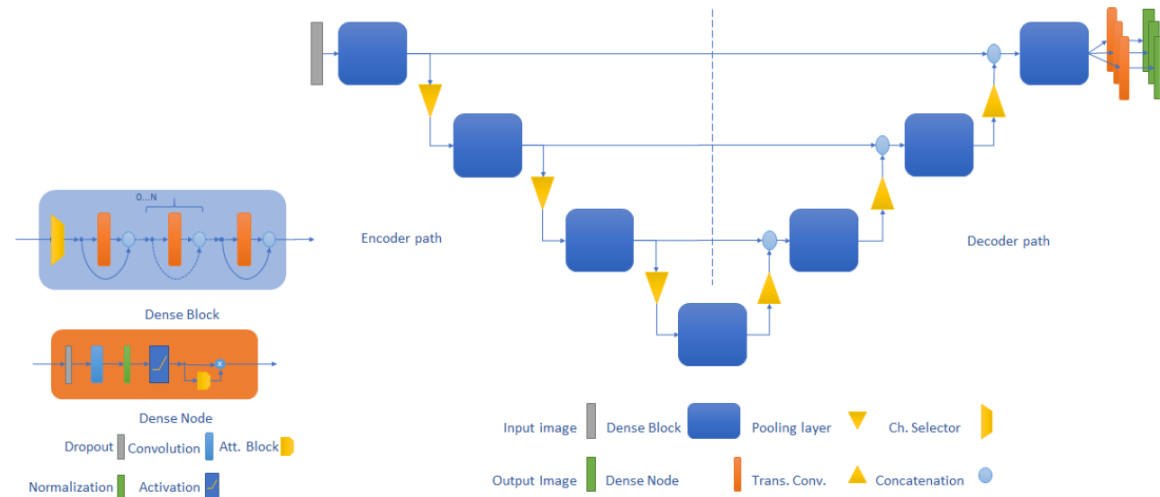 0...N
Encoder path
Decoder path
Dense Block
x
Dense Node
Dropout Convolution Att. Block
Normalization Activation
Input image Dense Block Pooling layer Ch. Selector
Output Image Dense Node Trans. Conv. Concatenation